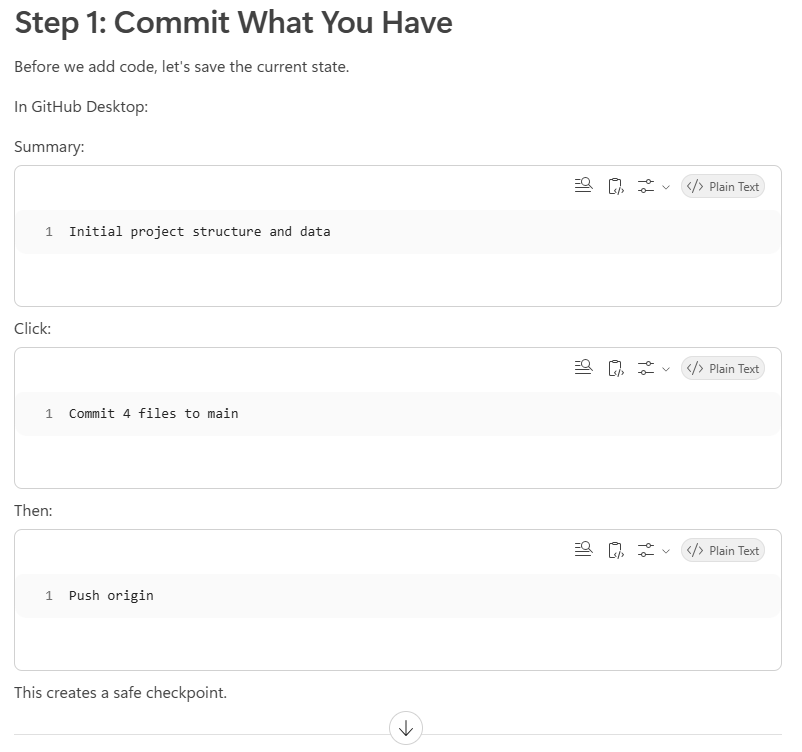 Step 1: Commit What You Have
Before we add code, let's save the current state.
In GitHub Desktop:
Summary:
</> Plain Text
1 Initial project structure and data
Click:
</> Plain Text
1 Commit 4 files to main
Then:
</> Plain Text
1 Push origin
This creates a safe checkpoint.